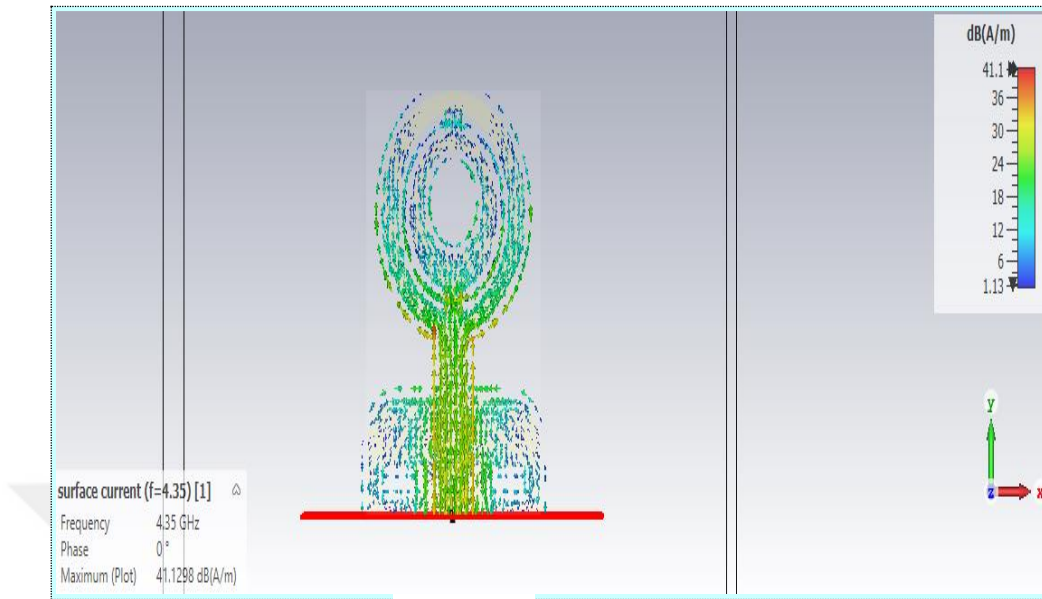 dB(A/m)
41.1
36
30
24
18
12
6
1.13
y
z
x
surface current (f=4.35) [1]
Frequency 4.35 GHz
Phase 0 °
Maximum (Plot) 41.1298 dB(A/m)